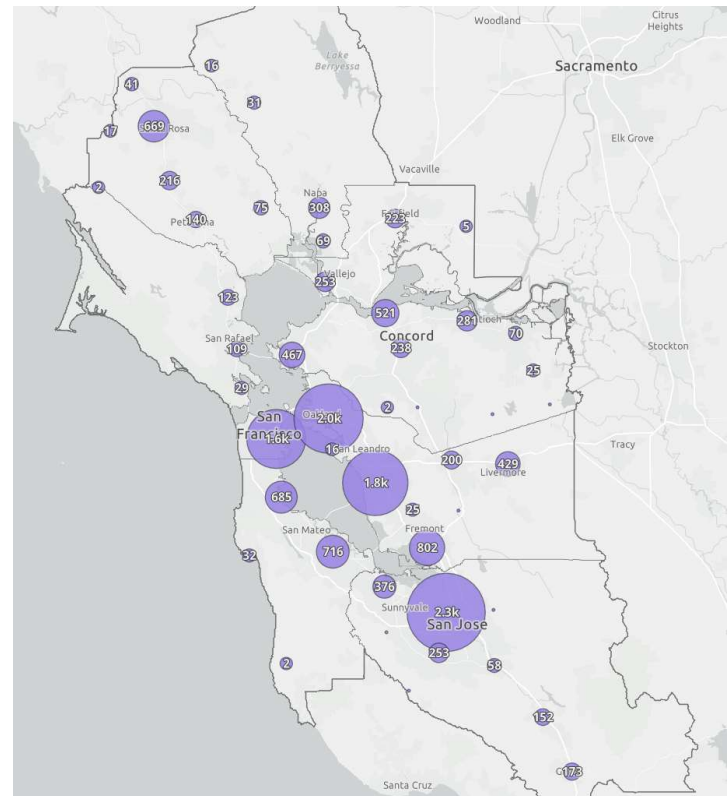 Woodland
Citrus
Heights
Lake
Berryessa
Sacramento
16
41
31
Elk Grove
17
669
Rosa
Vacaville
216
2
Napa
308
75
140
223
5
69
Vallejo
253
123
521
281
70
Concord
238
Stockton
San Rafael
109
467
25
29
2
San
Francisco
2.0k
1.6k
16
San Leandro
200
429
Livermore
Tracy
1.8k
685
25
Fremont
802
San Mateo
716
32
376
Sunnyvale
2.3k
San Jose
253
58
2
152
173
Santa Cruz